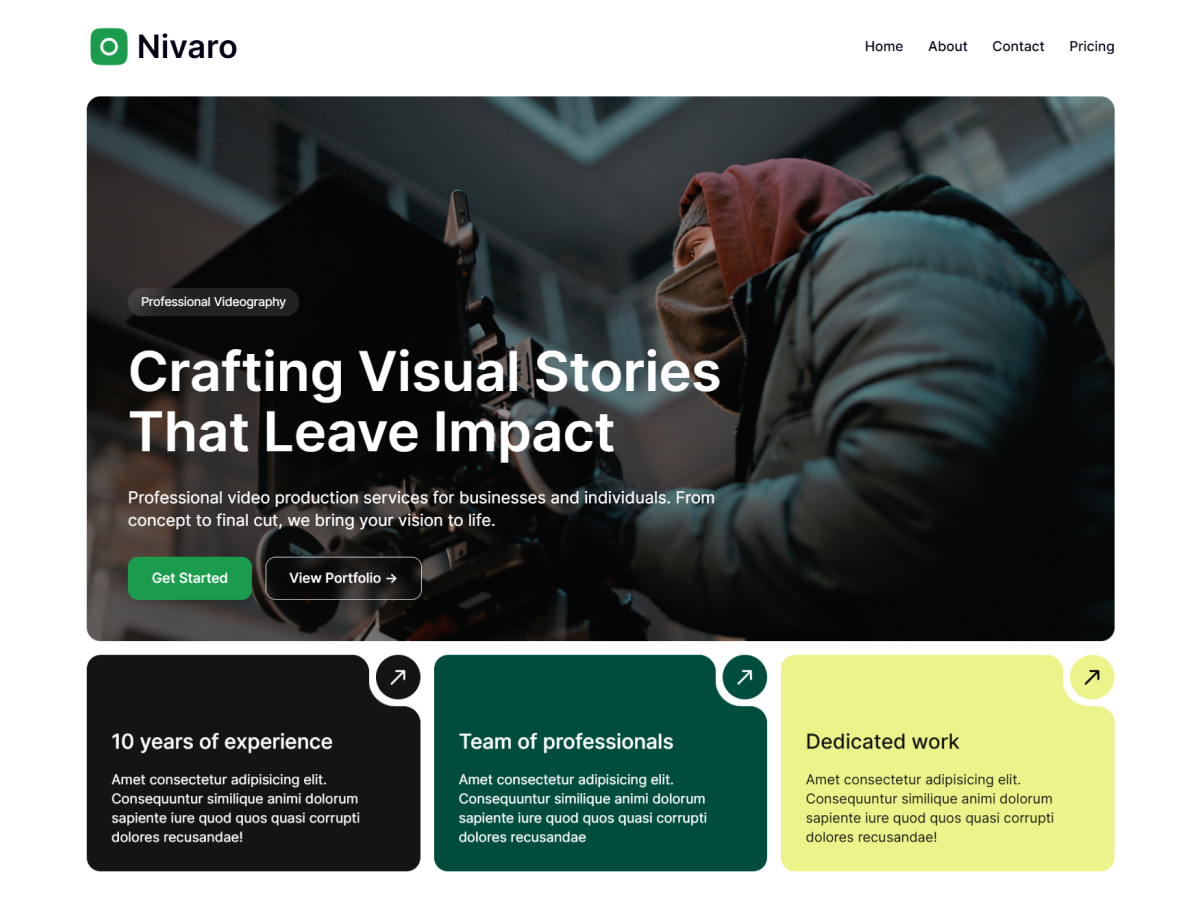 Nivaro
Home About Contact Pricing
Professional Videography
Crafting Visual Stories
That Leave Impact
Professional video production services for businesses and individuals. From
concept to final cut, we bring your vision to life.
Get Started
View Portfolio →
10 years of experience
Amet consectetur adipisicing elit.
Consequuntur similique animi dolorum
sapiente iure quod quos quasi corrupti
dolores recusandae!
Team of professionals
Amet consectetur adipisicing elit.
Consequuntur similique animi dolorum
sapiente iure quod quos quasi corrupti
dolores recusandae
Dedicated work
Amet consectetur adipisicing elit.
Consequuntur similique animi dolorum
sapiente iure quod quos quasi corrupti
dolores recusandae!